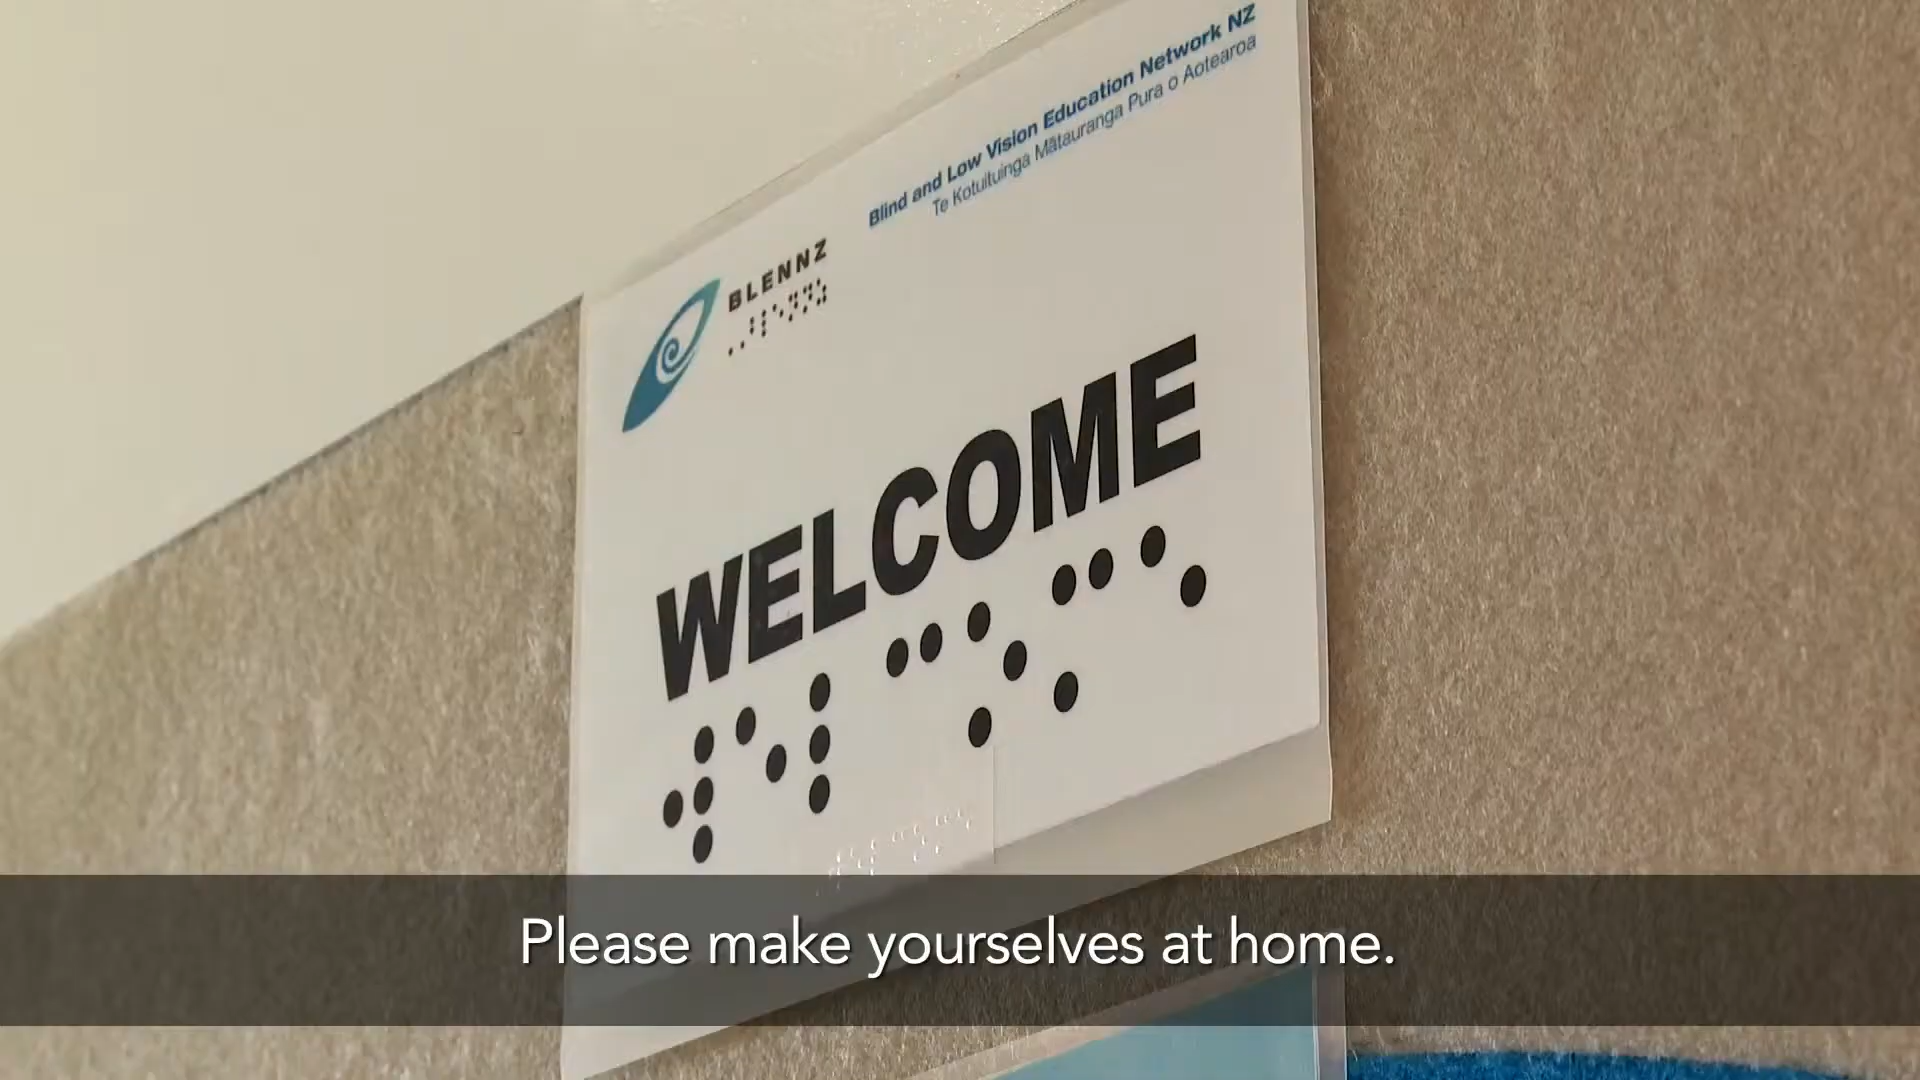 Blind and Low Vision Education Network NZ
Te Kotuituinga Mātauranga Pura o Aotearoa
BLENNZ
⠠⠠⠃⠇⠑⠝⠝⠵
WELCOME
⠺⠑⠇⠉⠕⠍⠑
Please make yourselves at home.